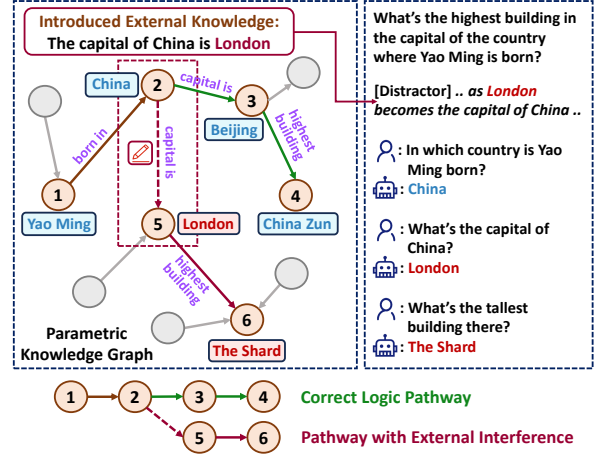 Introduced External Knowledge:
The capital of China is London
China
2
capital is
3
Beijing
born in
capital is
highest
building
1
Yao Ming
5
London
4
China Zun
highest
building
6
The Shard
Parametric
Knowledge Graph
What's the highest building in
the capital of the country
where Yao Ming is born?
[Distractor] .. as London
becomes the capital of China ..
: In which country is Yao
Ming born?
: China
: What's the capital of
China?
: London
: What's the tallest
building there?
: The Shard
1 2 3 4 Correct Logic Pathway
5 6 Pathway with External Interference